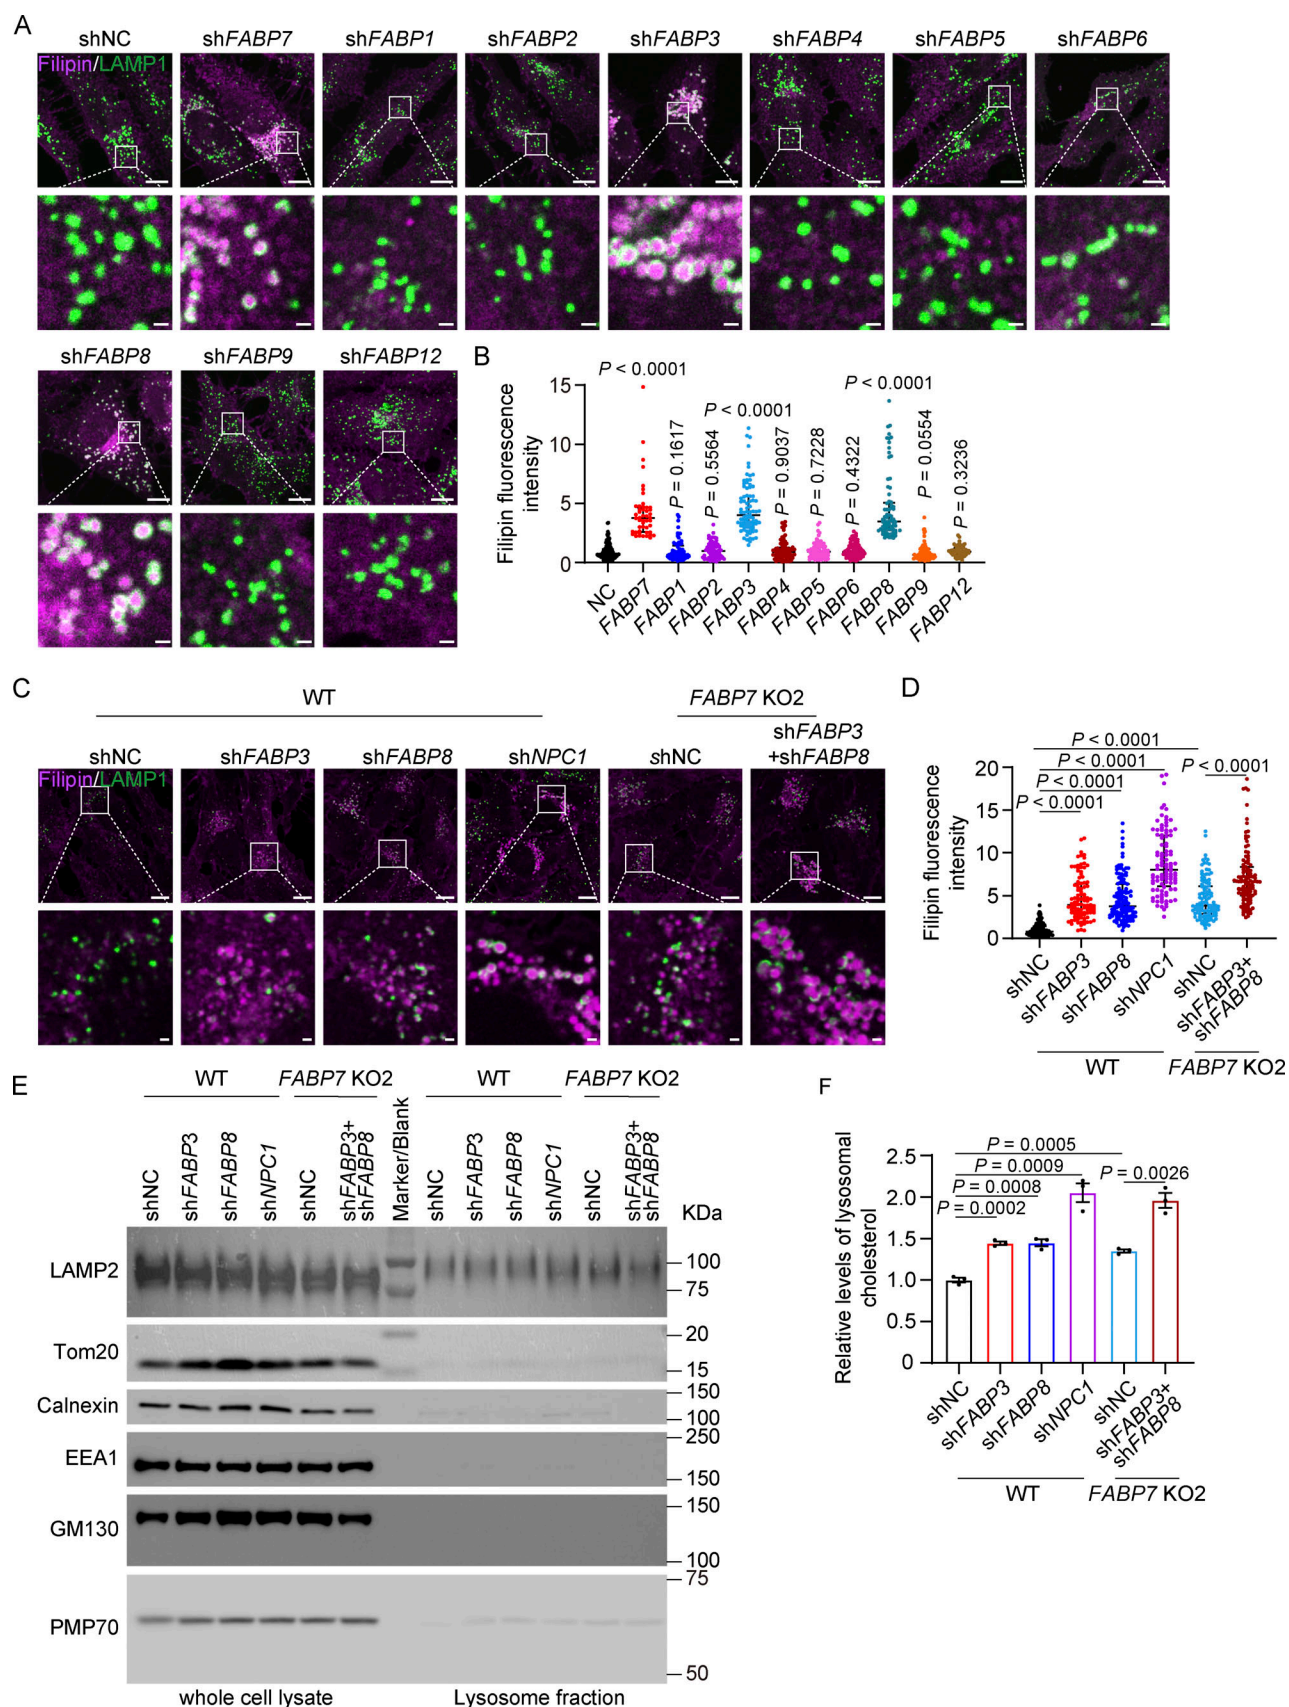 A
shNC
shFABP7
shFABP1
shFABP2
shFABP3
shFABP4
shFABP5
shFABP6
Filipin/LAMP1
shFABP8
shFABP9
shFABP12
B
Filipin fluorescence
intensity
15
10
5
0
P < 0.0001
P = 0.1617
P = 0.5564
P < 0.0001
P = 0.9037
P = 0.7228
P = 0.4322
P < 0.0001
P = 0.0554
P = 0.3236
NC
FABP7
FABP1
FABP2
FABP3
FABP4
FABP5
FABP6
FABP8
FABP9
FABP12
C
WT
FABP7 KO2
shNC
shFABP3
shFABP8
shNPC1
shNC
shFABP3
+shFABP8
Filipin/LAMP1
D
Filipin fluorescence
intensity
20
15
10
5
0
P < 0.0001
P < 0.0001
P < 0.0001
P < 0.0001
P < 0.0001
shNC
shFABP3
shFABP8
shNPC1
shNC
shFABP3+
shFABP8
WT
FABP7 KO2
E
WT
FABP7 KO2
WT
FABP7 KO2
shNC
shFABP3
shFABP8
shNPC1
shNC
shFABP3+
shFABP8
Marker/Blank
shNC
shFABP3
shFABP8
shNPC1
shNC
shFABP3+
shFABP8
KDa
LAMP2
100
75
Tom20
20
15
Calnexin
150
100
EEA1
250
150
GM130
150
100
PMP70
75
50
whole cell lysate
Lysosome fraction
F
Relative levels of lysosomal
cholesterol
2.5
2.0
1.5
1.0
0.5
0
P = 0.0005
P = 0.0009
P = 0.0008
P = 0.0002
P = 0.0026
shNC
shFABP3
shFABP8
shNPC1
shNC
shFABP3+
shFABP8
WT
FABP7 KO2